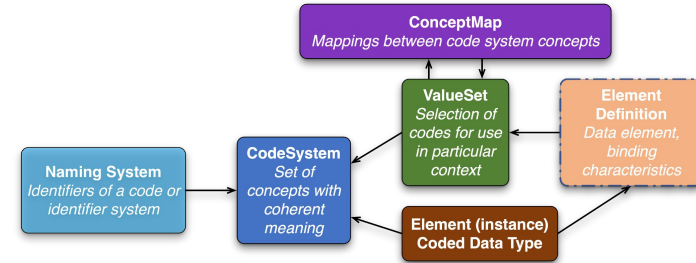 ConceptMap
Mappings between code system concepts
ValueSet
Selection of
codes for use
in particular
context
Element
Definition
Data element,
binding
characteristics
Naming System
Identifiers of a code or
identifier system
CodeSystem
Set of
concepts with
coherent
meaning
Element (instance)
Coded Data Type